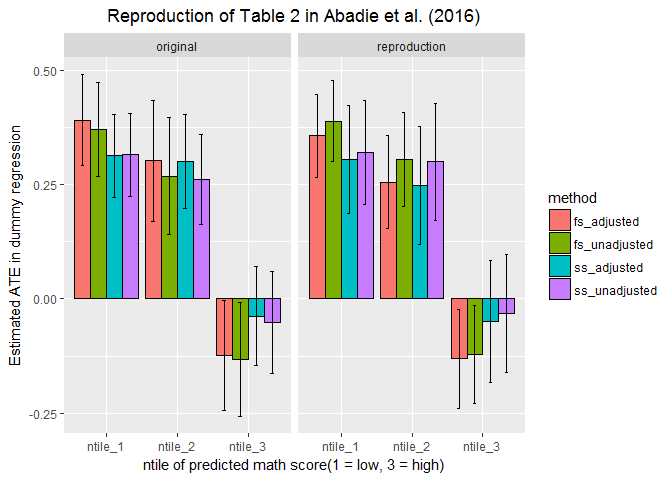 Reproduction of Table 2 in Abadie et al. (2016)
original
reproduction
Estimated ATE in dummy regression
0.50
0.25
0.00
-0.25
ntile_1
ntile_2
ntile_3
ntile_1
ntile_2
ntile_3
ntile of predicted math score(1 = low, 3 = high)
method
fs_adjusted
fs_unadjusted
ss_adjusted
ss_unadjusted